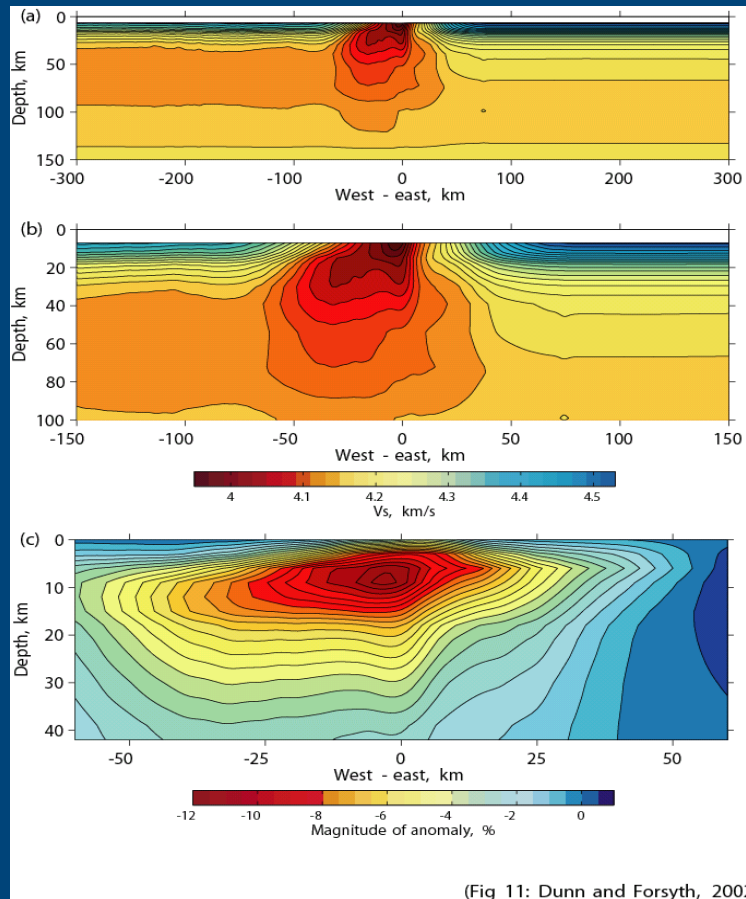 (a)
0
50
100
150
Depth, km
-300 -200 -100 0 100 200 300
West - east, km
(b)
0
20
40
60
80
100
Depth, km
-150 -100 -50 0 50 100 150
West - east, km
4 4.1 4.2 4.3 4.4 4.5
Vs, km/s
(c)
0
10
20
30
40
Depth, km
-50 -25 0 25 50
West - east, km
-12 -10 -8 -6 -4 -2 0
Magnitude of anomaly, %
(Fig 11: Dunn and Forsyth,